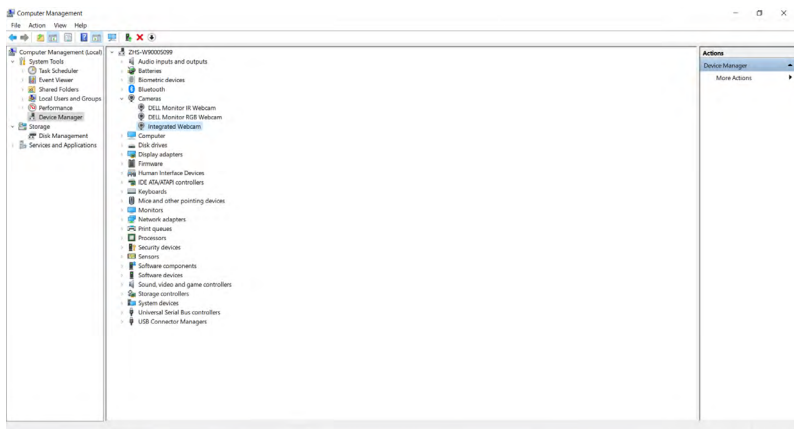 Computer Management
File Action View Help
Computer Management (Local)
System Tools
Task Scheduler
Event Viewer
Shared Folders
Local Users and Groups
Performance
Device Manager
Storage
Disk Management
Services and Applications
ZHS-W90005099
Audio inputs and outputs
Batteries
Biometric devices
Bluetooth
Cameras
DELL Monitor IR Webcam
DELL Monitor RGB Webcam
Integrated Webcam
Computer
Disk drives
Display adapters
Firmware
Human Interface Devices
IDE ATA/ATAPI controllers
Keyboards
Mice and other pointing devices
Monitors
Network adapters
Print queues
Processors
Security devices
Sensors
Software components
Software devices
Sound, video and game controllers
Storage controllers
System devices
Universal Serial Bus controllers
USB Connector Managers
Actions
Device Manager
More Actions